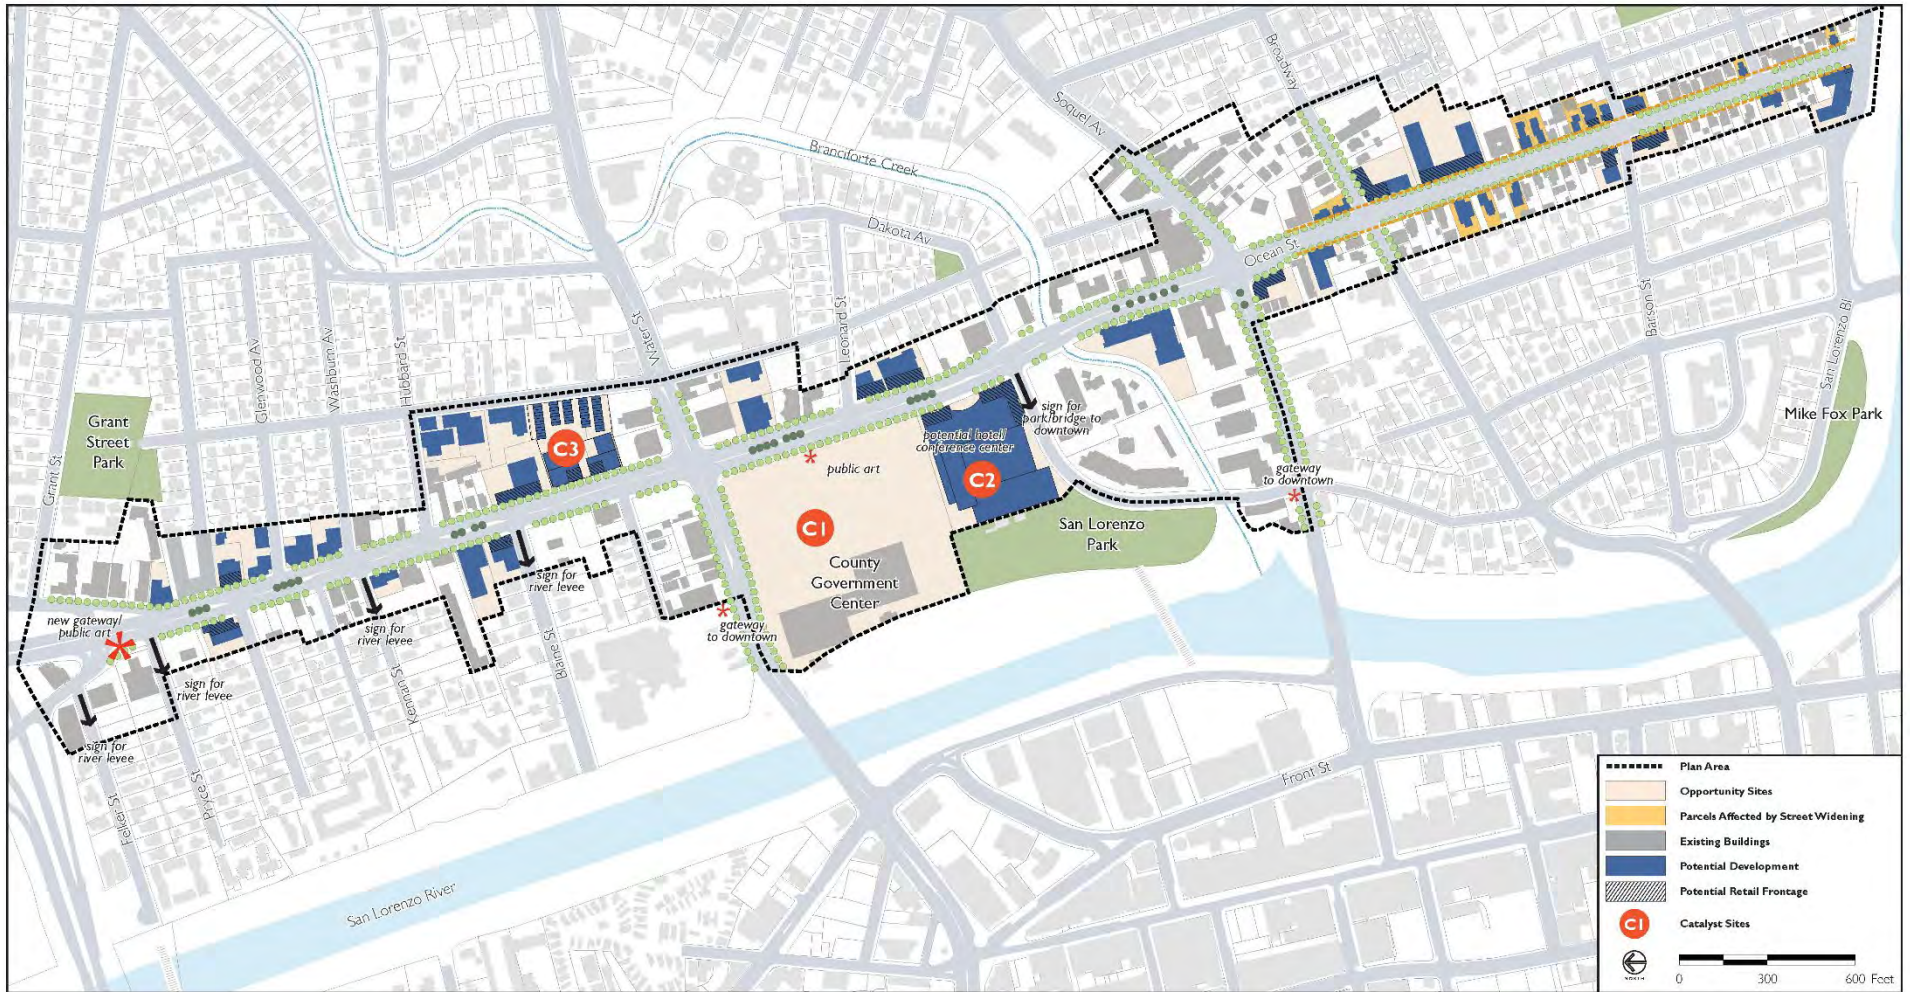 Broadway
Soquel Av
Branciforte Creek
Dakota Av
Ocean St
Water St
Leonard St
Barson St
San Lorenzo Bl
Glenwood Av
Washburn Av
Hubbard St
Grant
Street
Park
Grant St
Mike Fox Park
sign for
park/bridge to
downtown
potential hotel/
conference center
C3
public art
C2
gateway
to downtown
San Lorenzo
Park
C1
County
Government
Center
sign for
river levee
new gateway/
public art
sign for
river levee
gateway
to downtown
sign for
river levee
sign for
river levee
Blaine St
Kennan St
Pryce St
Felker St
Front St
San Lorenzo River
Plan Area
Opportunity Sites
Parcels Affected by Street Widening
Existing Buildings
Potential Development
Potential Retail Frontage
C1 Catalyst Sites
NORTH
0 300 600 Feet